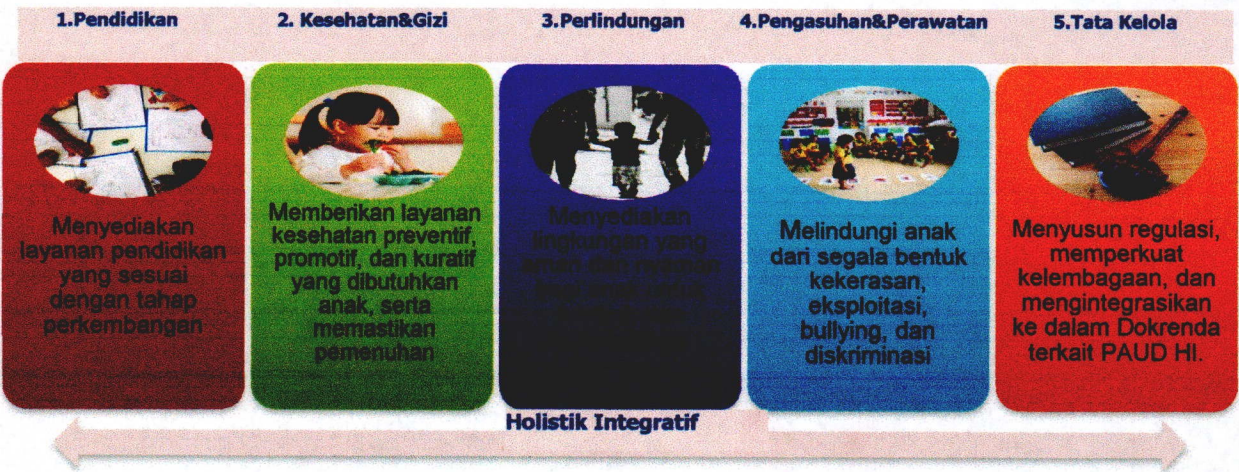 1.Pendidikan
2. Kesehatan&Gizi
3.Perlindungan
4.Pengasuhan&Perawatan
5.Tata Kelola
Menyediakan
layanan pendidikan
yang sesuai
dengan tahap
perkembangan
Memberikan layanan
kesehatan preventif,
promotif, dan kuratif
yang dibutuhkan
anak, serta
memastikan
pemenuhan
Menyediakan
lingkungan yang
aman dan nyaman
Melindungi anak
dari segala bentuk
kekerasan,
eksploitasi,
bullying, dan
diskriminasi
Menyusun regulasi,
memperkuat
kelembagaan, dan
mengintegrasikan
ke dalam Dokrenda
terkait PAUD HI.
Holistik Integratif